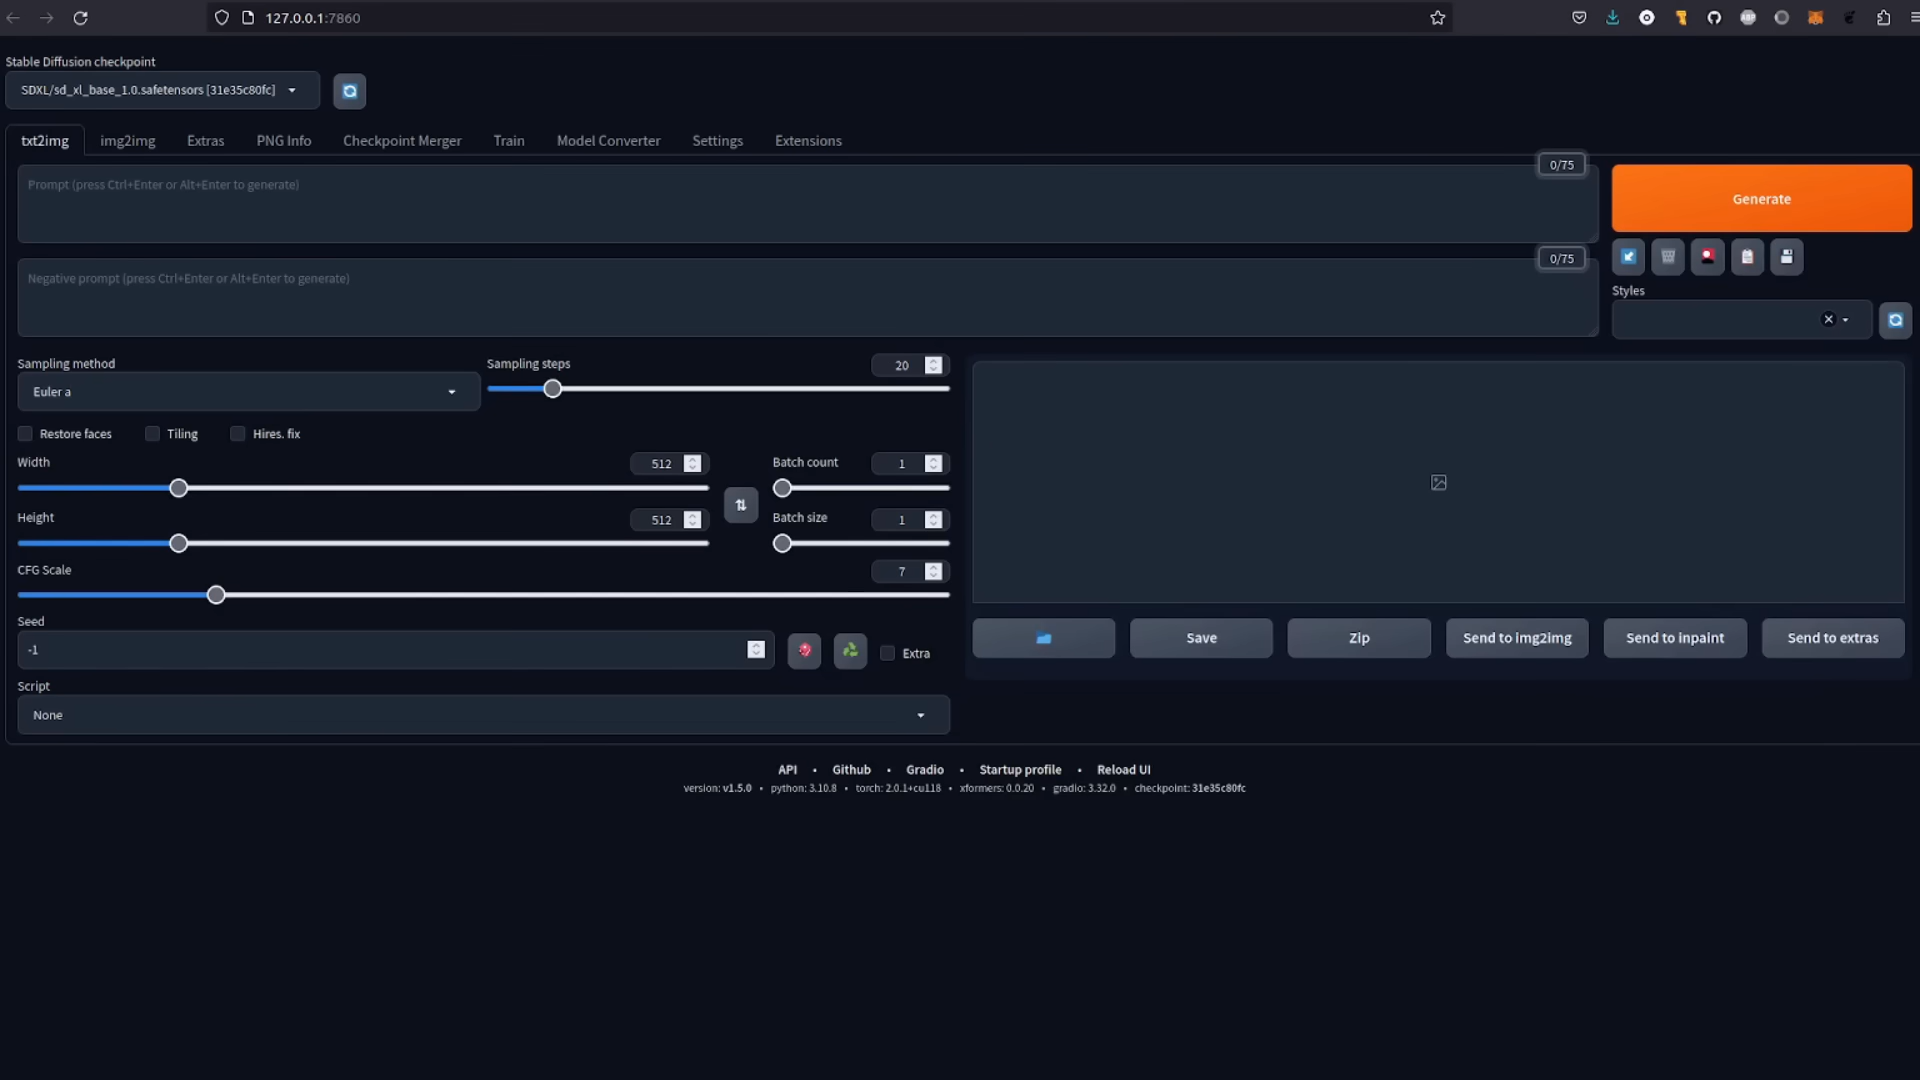 127.0.0.1:7860
Stable Diffusion checkpoint
SDXL/sd_xl_base_1.0.safetensors [31e35c80fc]
txt2img img2img Extras PNG Info Checkpoint Merger Train Model Converter Settings Extensions
0/75
Prompt (press Ctrl+Enter or Alt+Enter to generate)
Generate
0/75
Negative prompt (press Ctrl+Enter or Alt+Enter to generate)
Styles
Sampling method
Euler a
Sampling steps
20
Restore faces Tiling Hires. fix
Width
512
Batch count
1
Height
512
Batch size
1
CFG Scale
7
Seed
-1
Extra
Save Zip Send to img2img Send to inpaint Send to extras
Script
None
API • Github • Gradio • Startup profile • Reload UI
version: v1.5.0 • python: 3.10.8 • torch: 2.0.1+cu118 • xformers: 0.0.20 • gradio: 3.32.0 • checkpoint: 31e35c80fc